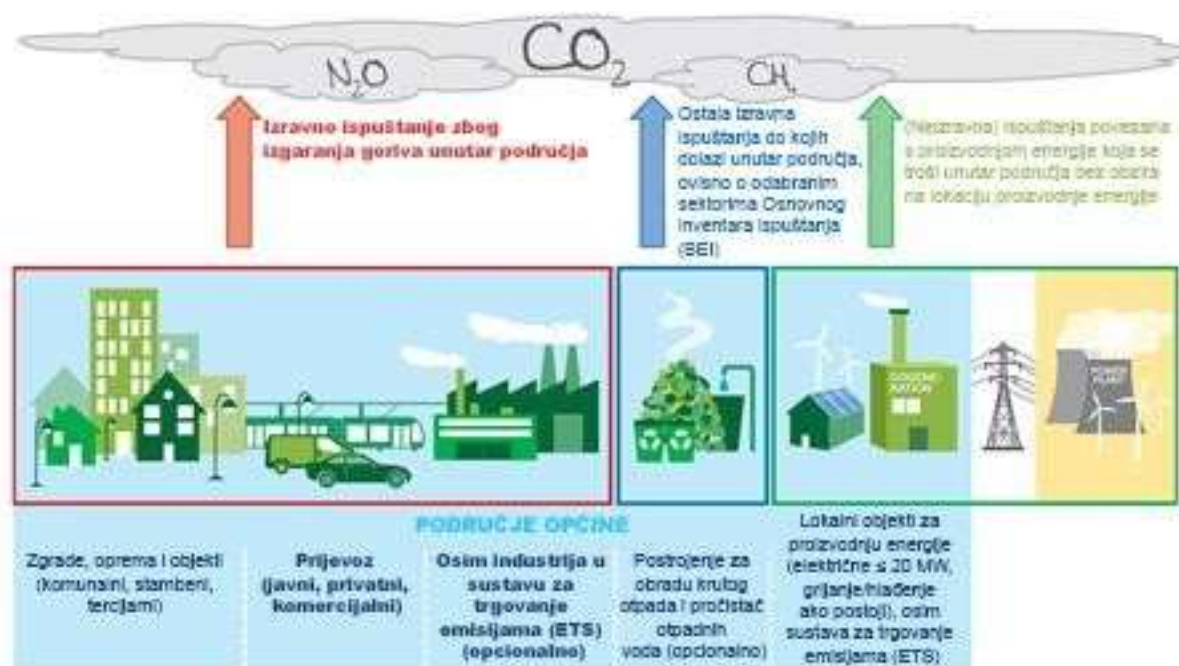 CO₂
N₂O
CH₄
Izravno ispuštanje zbog
izgaranja goriva unutar područja
Ostala izravna
ispuštanja do kojih
dolazi unutar područja,
ovisno o odabranim
sektorima Osnovnog
inventara ispuštanja
(BEI)
(Neizravna) ispuštanja povezana
s proizvodnjom energije koja se
troši unutar područja bez obzira
na lokaciju proizvodnje energije
POWER
PLANT
PODRUČJE OPĆINE
Zgrade, oprema i objekti
(komunalni, stambeni,
tercijarni)
Prijevoz
(javni, privatni,
komercijalni)
Osim industrija u
sustavu za
trgovanje
emisijama (ETS)
(opcionalno)
Postrojenje za
obradu krutog
otpada i pročistač
otpadnih
voda (opcionalno)
Lokalni objekti za
proizvodnju energije
(električne ≤ 20 MW,
grijanje/hlađenje
ako postoji), osim
sustava za trgovanje
emisijama (ETS)